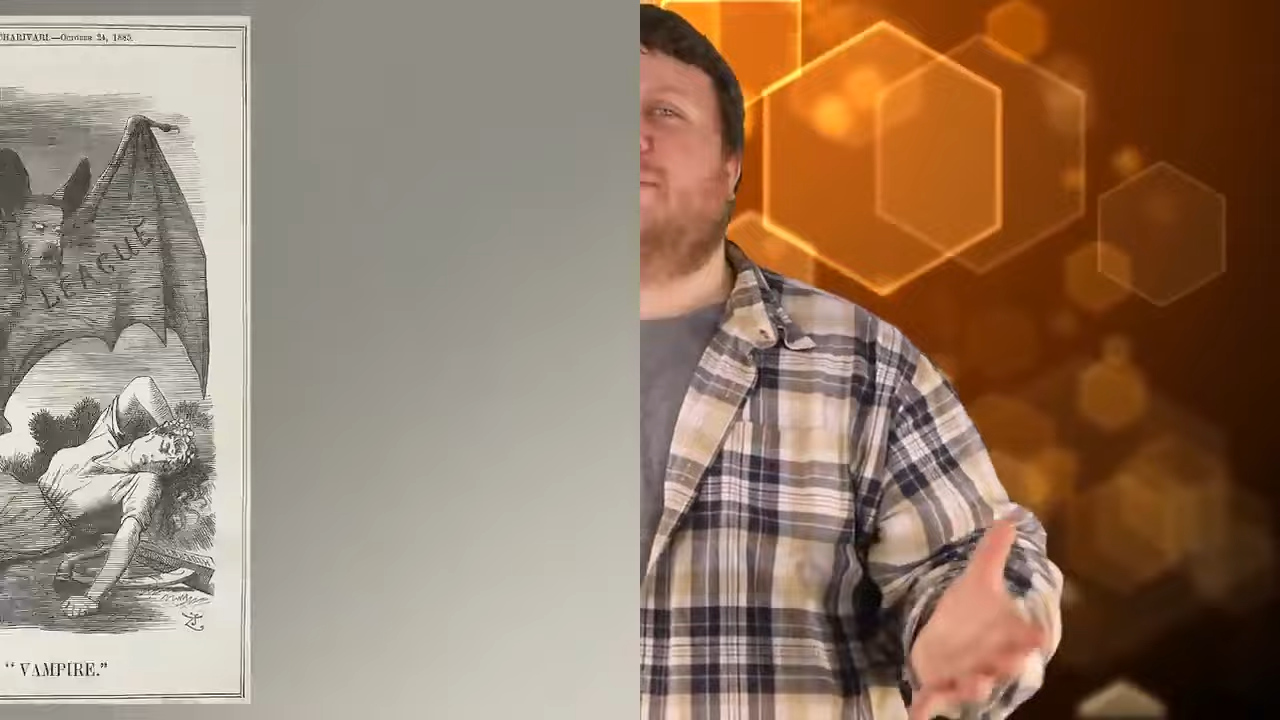 CHARIVARI.—October 24, 1885.
LEAGUE
“ VAMPIRE.”